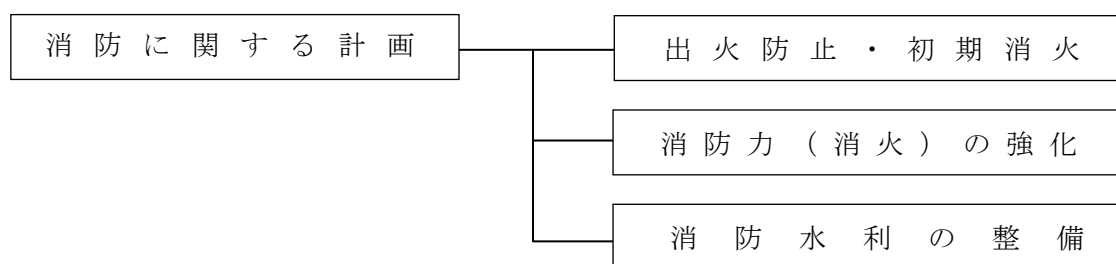 消防に関する計画
出火防止・初期消火
消防力（消火）の強化
消防水利の整備